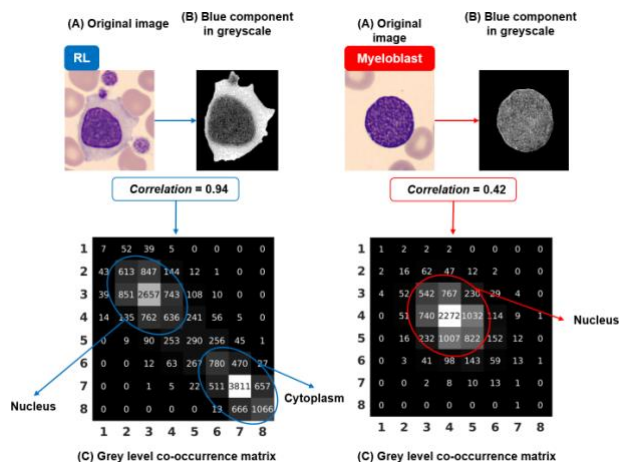 (A) Original image
(B) Blue component
in greyscale
RL
Correlation = 0.94
1 7 52 39 5 0 0 0 0
2 43 613 847 144 12 1 0 0
3 39 851 2657 743 108 10 0 0
4 14 135 762 636 241 56 5 0
5 0 9 90 253 290 256 45 1
6 0 0 12 63 267 780 470 27
7 0 0 1 5 22 511 3811 657
8 0 0 0 0 0 13 666 1066
1 2 3 4 5 6 7 8
Nucleus
Cytoplasm
(C) Grey level co-occurrence matrix
(A) Original
image
(B) Blue component
in greyscale
Myeloblast
Correlation = 0.42
1 1 2 2 2 0 0 0 0
2 2 16 62 47 12 2 0 0
3 4 52 542 767 230 29 4 0
4 0 51 740 2272 1032 114 9 1
5 0 16 232 1007 822 152 12 0
6 0 3 41 98 143 59 13 1
7 0 0 2 8 10 13 1 0
8 0 0 0 0 0 0 1 0
1 2 3 4 5 6 7 8
Nucleus
(C) Grey level co-occurrence matrix